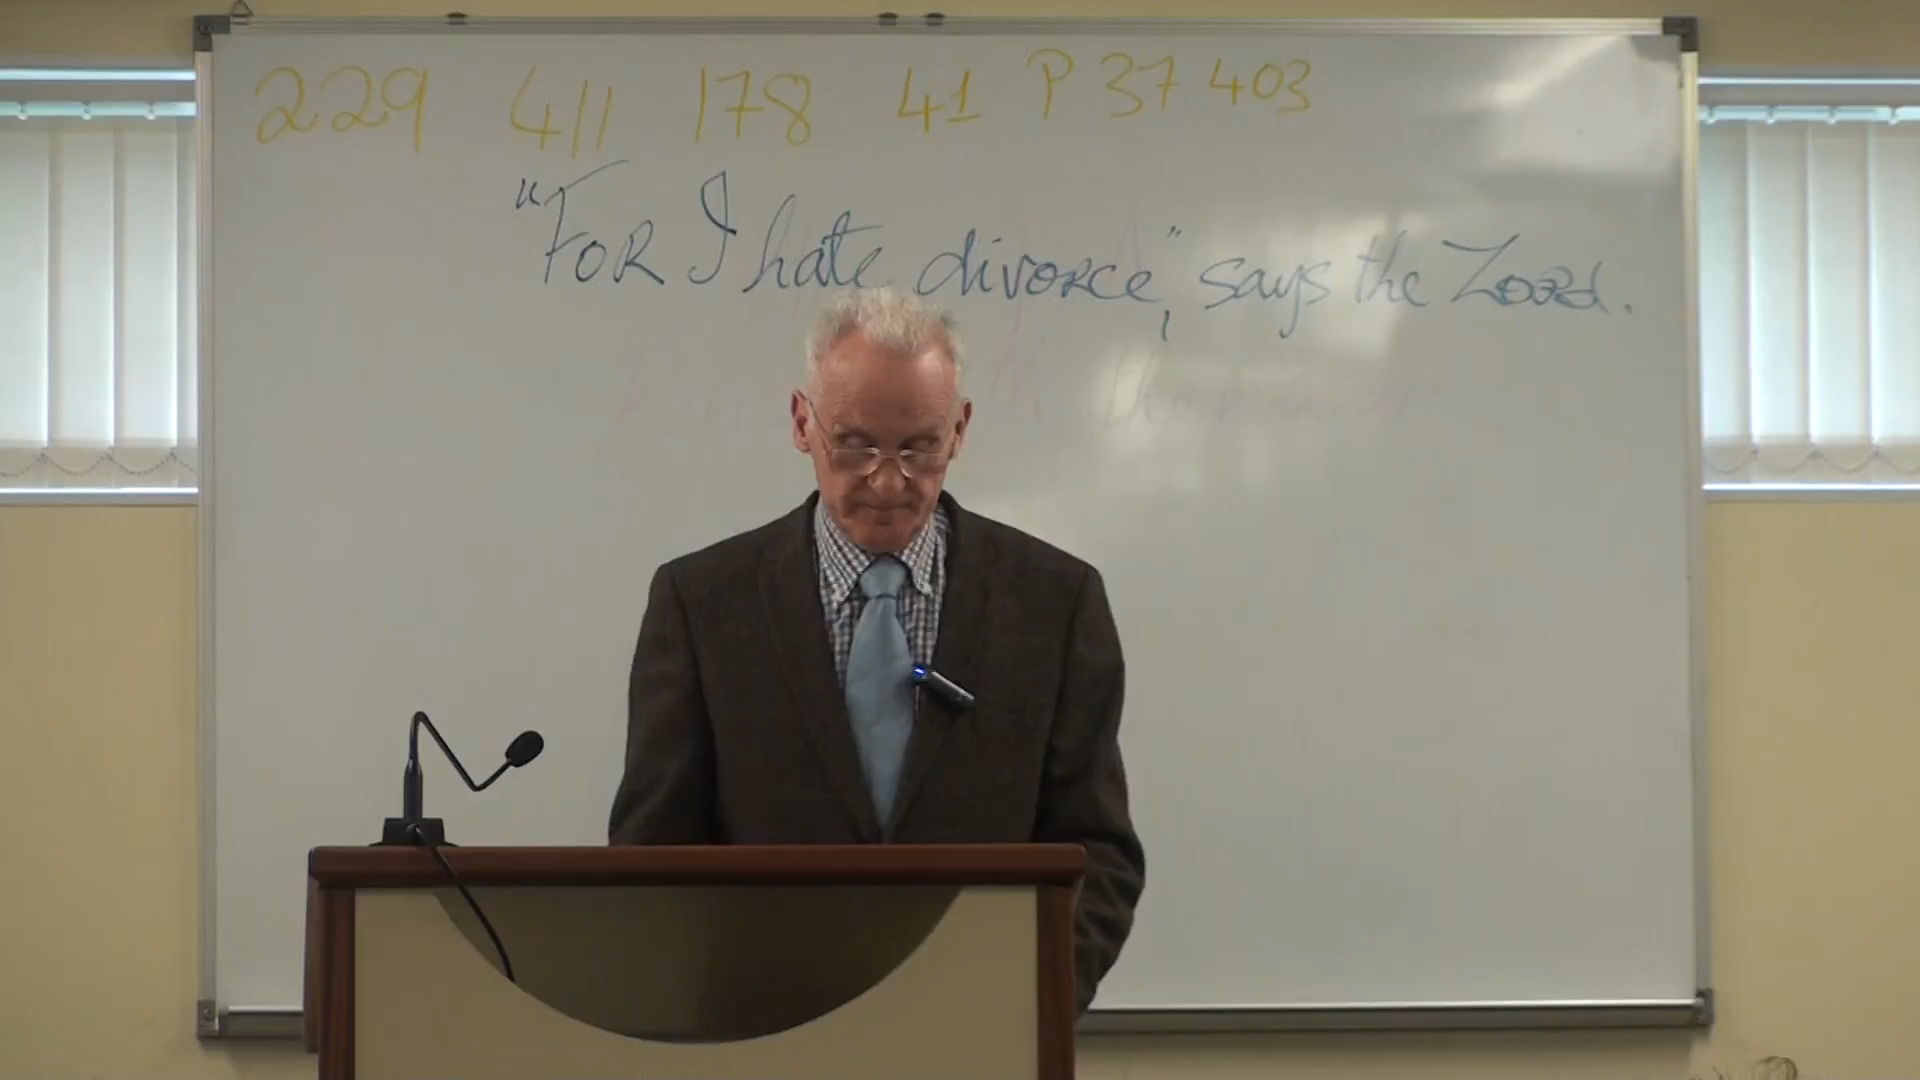 229 411 178 41 P 37 403
"FOR I hate divorce", says the Lord.